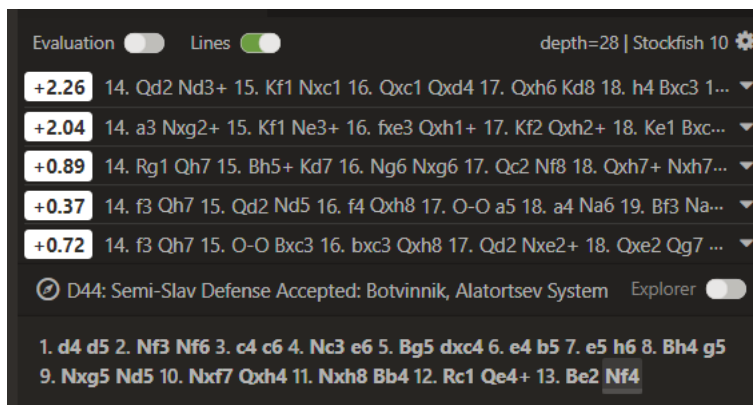 Evaluation Lines depth=28 | Stockfish 10
+2.26 14. Qd2 Nd3+ 15. Kf1 Nxc1 16. Qxc1 Qxd4 17. Qxh6 Kd8 18. h4 Bxc3 1...
+2.04 14. a3 Nxg2+ 15. Kf1 Ne3+ 16. fxe3 Qxh1+ 17. Kf2 Qxh2+ 18. Ke1 Bxc...
+0.89 14. Rg1 Qh7 15. Bh5+ Kd7 16. Ng6 Nxg6 17. Qc2 Nf8 18. Qxh7+ Nxh7...
+0.37 14. f3 Qh7 15. Qd2 Nd5 16. f4 Qxh8 17. O-O a5 18. a4 Na6 19. Bf3 Na...
+0.72 14. f3 Qh7 15. O-O Bxc3 16. bxc3 Qxh8 17. Qd2 Nxe2+ 18. Qxe2 Qg7 ...
D44: Semi-Slav Defense Accepted: Botvinnik, Alatortsev System Explorer
1. d4 d5 2. Nf3 Nf6 3. c4 c6 4. Nc3 e6 5. Bg5 dxc4 6. e4 b5 7. e5 h6 8. Bh4 g5
9. Nxg5 Nd5 10. Nxf7 Qxh4 11. Nxh8 Bb4 12. Rc1 Qe4+ 13. Be2 Nf4